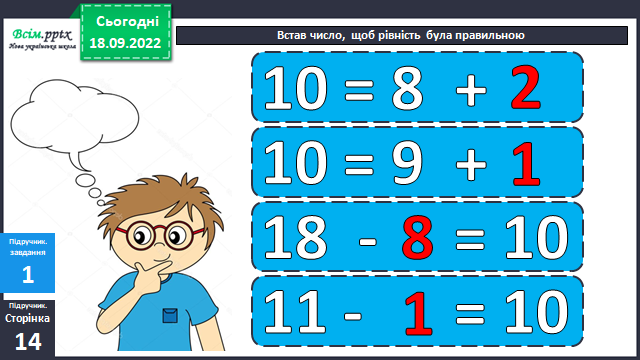 Всім.pptx
Нова українська школа
Сьогодні
18.09.2022
Встав число, щоб рівність була правильною
10 = 8 + 2
10 = 9 + 1
18 - 8 = 10
11 - 1 = 10
Підручник.
завдання
1
Підручник.
Сторінка
14